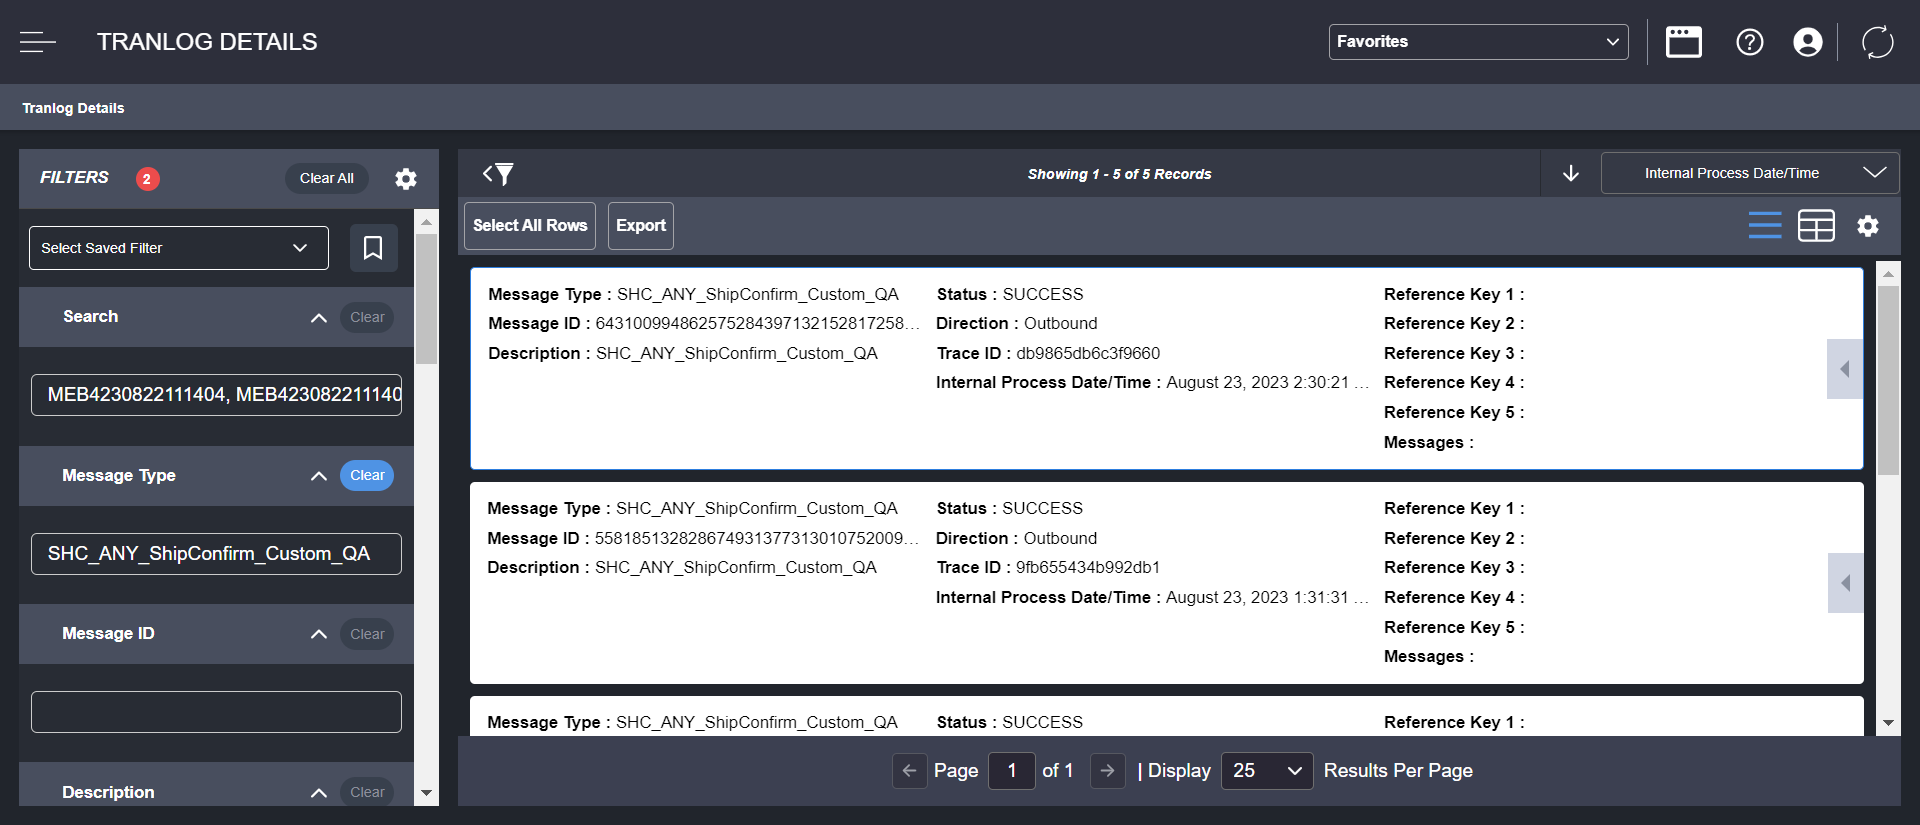 TRANLOG DETAILS
Favorites
Tranlog Details
FILTERS 2 Clear All
Select Saved Filter
Search Clear
MEB4230822111404, MEB423082211140
Message Type Clear
SHC_ANY_ShipConfirm_Custom_QA
Message ID Clear
Description Clear
Showing 1 - 5 of 5 Records
Internal Process Date/Time
Select All Rows Export
Message Type : SHC_ANY_ShipConfirm_Custom_QA Status : SUCCESS Reference Key 1 :
Message ID : 64310099486257528439713215281725​8... Direction : Outbound Reference Key 2 :
Description : SHC_ANY_ShipConfirm_Custom_QA Trace ID : db9865db6c3f9660 Reference Key 3 :
Internal Process Date/Time : August 23, 2023 2:30:21 ... Reference Key 4 :
Reference Key 5 :
Messages :
Message Type : SHC_ANY_ShipConfirm_Custom_QA Status : SUCCESS Reference Key 1 :
Message ID : 558185132828674931377313010752009... Direction : Outbound Reference Key 2 :
Description : SHC_ANY_ShipConfirm_Custom_QA Trace ID : 9fb655434b992db1 Reference Key 3 :
Internal Process Date/Time : August 23, 2023 1:31:31 ... Reference Key 4 :
Reference Key 5 :
Messages :
Message Type : SHC_ANY_ShipConfirm_Custom_QA Status : SUCCESS Reference Key 1 :
Page 1 of 1 | Display 25 Results Per Page